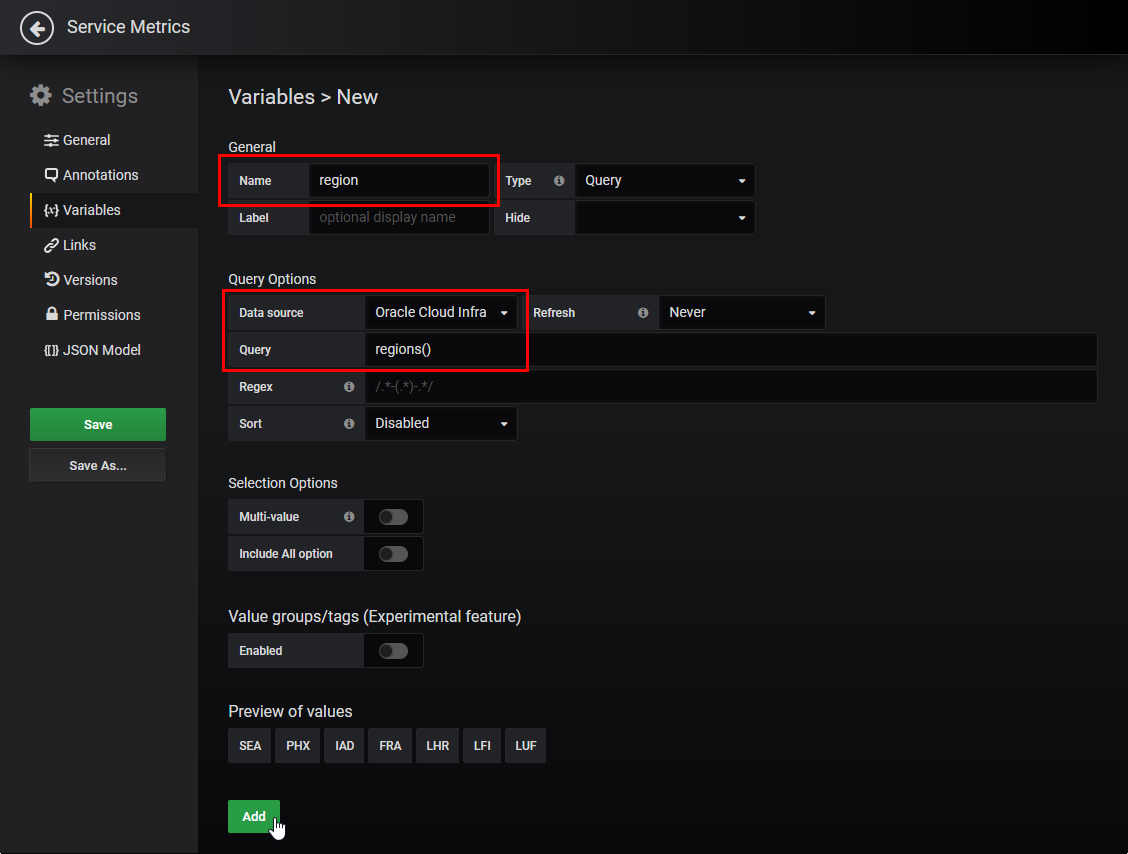 Service Metrics
Settings
General
Annotations
Variables
Links
Versions
Permissions
JSON Model
Save
Save As...
Variables > New
General
Name region Type Query
Label optional display name Hide
Query Options
Data source Oracle Cloud Infra Refresh Never
Query regions()
Regex /.*-(.*)-.*/
Sort Disabled
Selection Options
Multi-value
Include All option
Value groups/tags (Experimental feature)
Enabled
Preview of values
SEA PHX IAD FRA LHR LFI LUF
Add